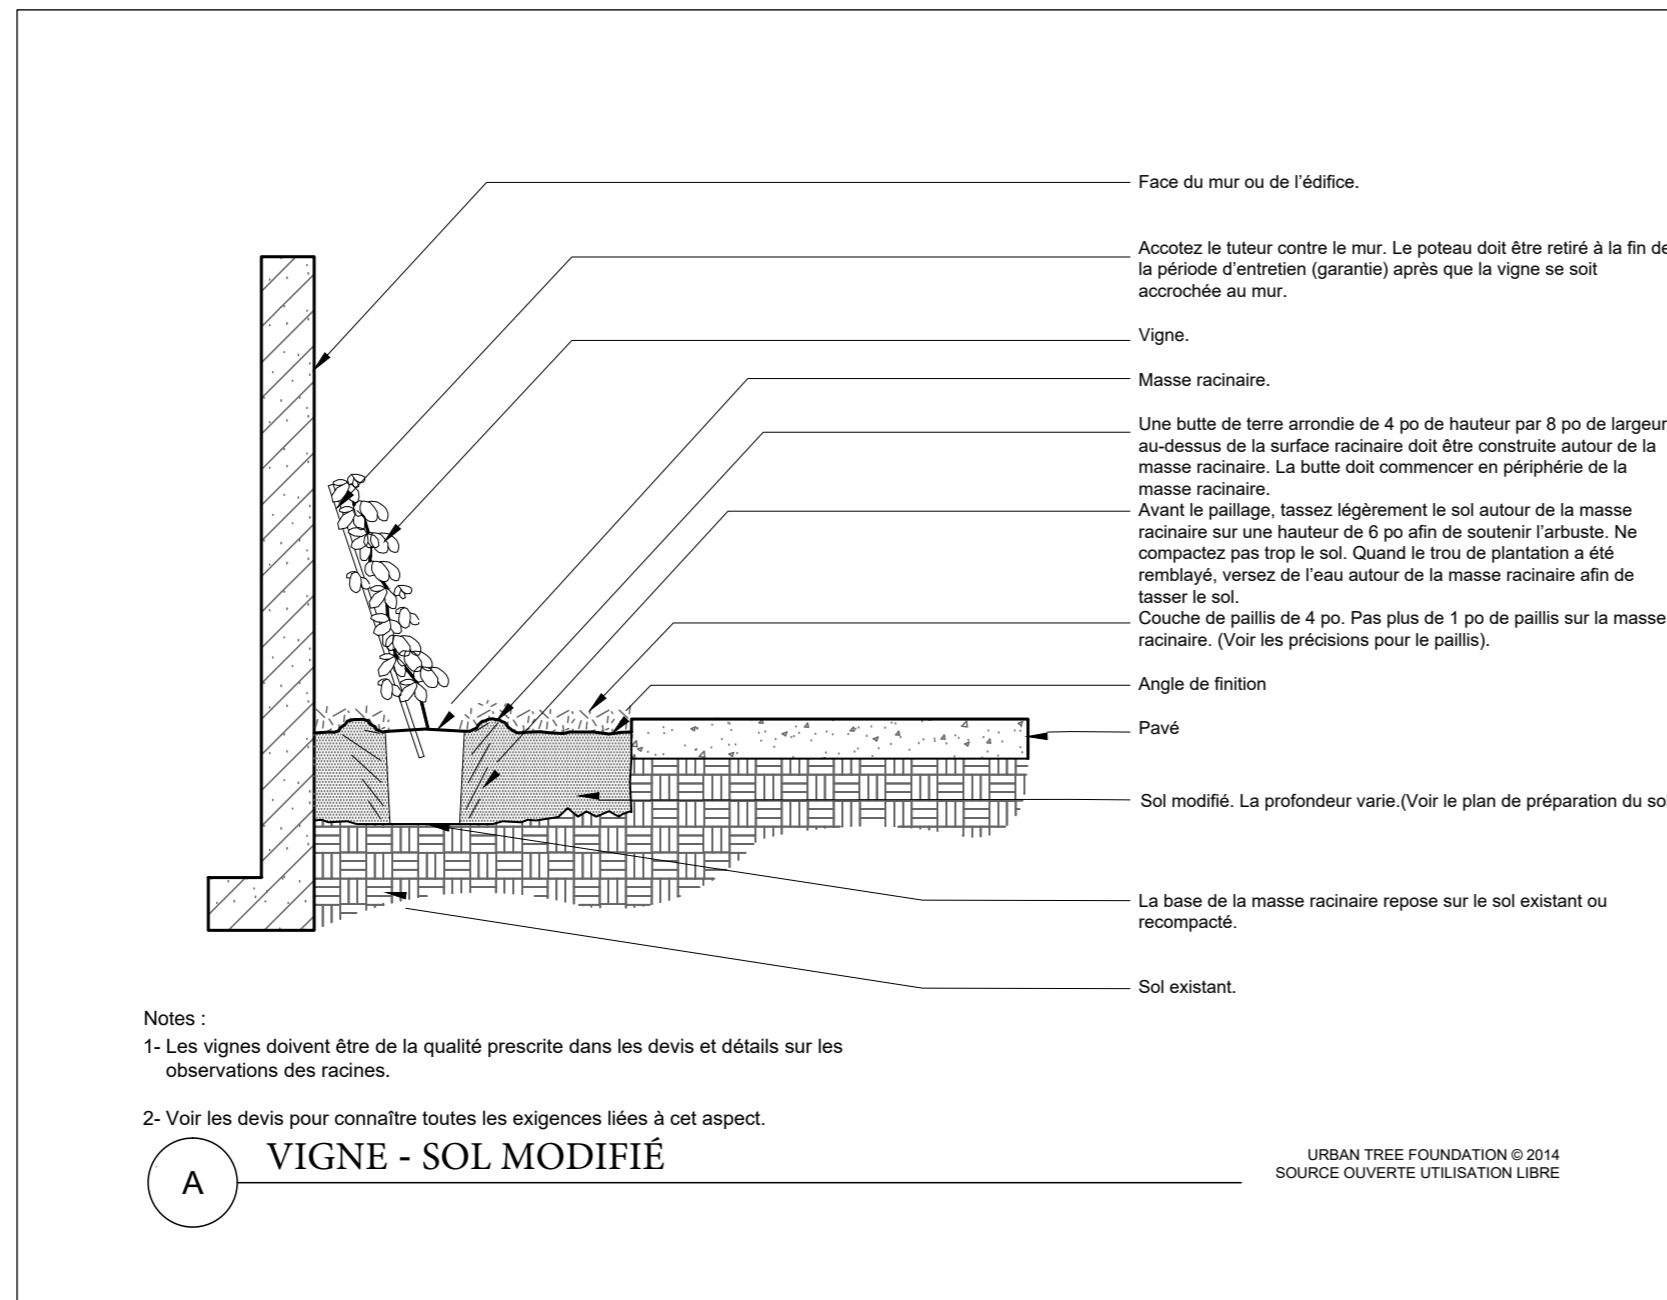 Face du mur ou de l'édifice.
Accotez le tuteur contre le mur. Le poteau doit être retiré à la fin de
la période d'entretien (garantie) après que la vigne se soit
accrochée au mur.
Vigne.
Masse racinaire.
Une butte de terre arrondie de 4 po de hauteur par 8 po de largeur
au-dessus de la surface racinaire doit être construite autour de la
masse racinaire. La butte doit commencer en périphérie de la
masse racinaire.
Avant le paillage, tassez légèrement le sol autour de la masse
racinaire sur une hauteur de 6 po afin de soutenir l'arbuste. Ne
compactez pas trop le sol. Quand le trou de plantation a été
remblayé, versez de l'eau autour de la masse racinaire afin de
tasser le sol.
Couche de paillis de 4 po. Pas plus de 1 po de paillis sur la masse
racinaire. (Voir les précisions pour le paillis).
Angle de finition
Pavé
Sol modifié. La profondeur varie.(Voir le plan de préparation du so
La base de la masse racinaire repose sur le sol existant ou
recompacté.
Sol existant.
Notes :
1- Les vignes doivent être de la qualité prescrite dans les devis et détails sur les
observations des racines.
2- Voir les devis pour connaître toutes les exigences liées à cet aspect.
A
VIGNE - SOL MODIFIÉ
URBAN TREE FOUNDATION © 2014
SOURCE OUVERTE UTILISATION LIBRE